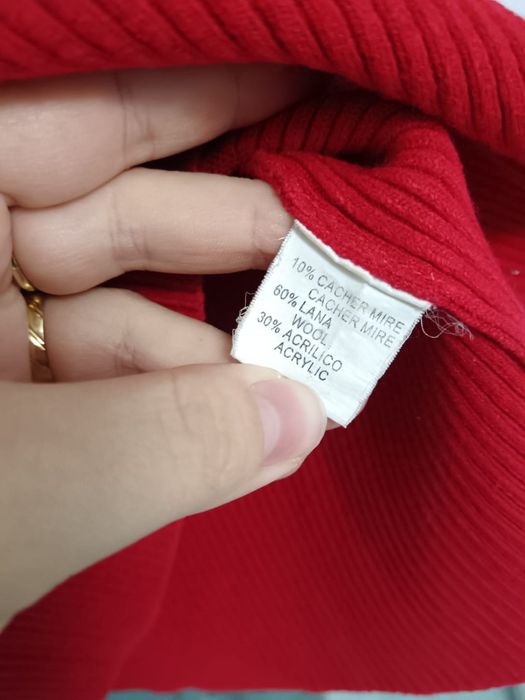 10% CACHER MIRE
CACHER MIRE
60% LANA
WOOL
30% ACRILICO
ACRYLIC